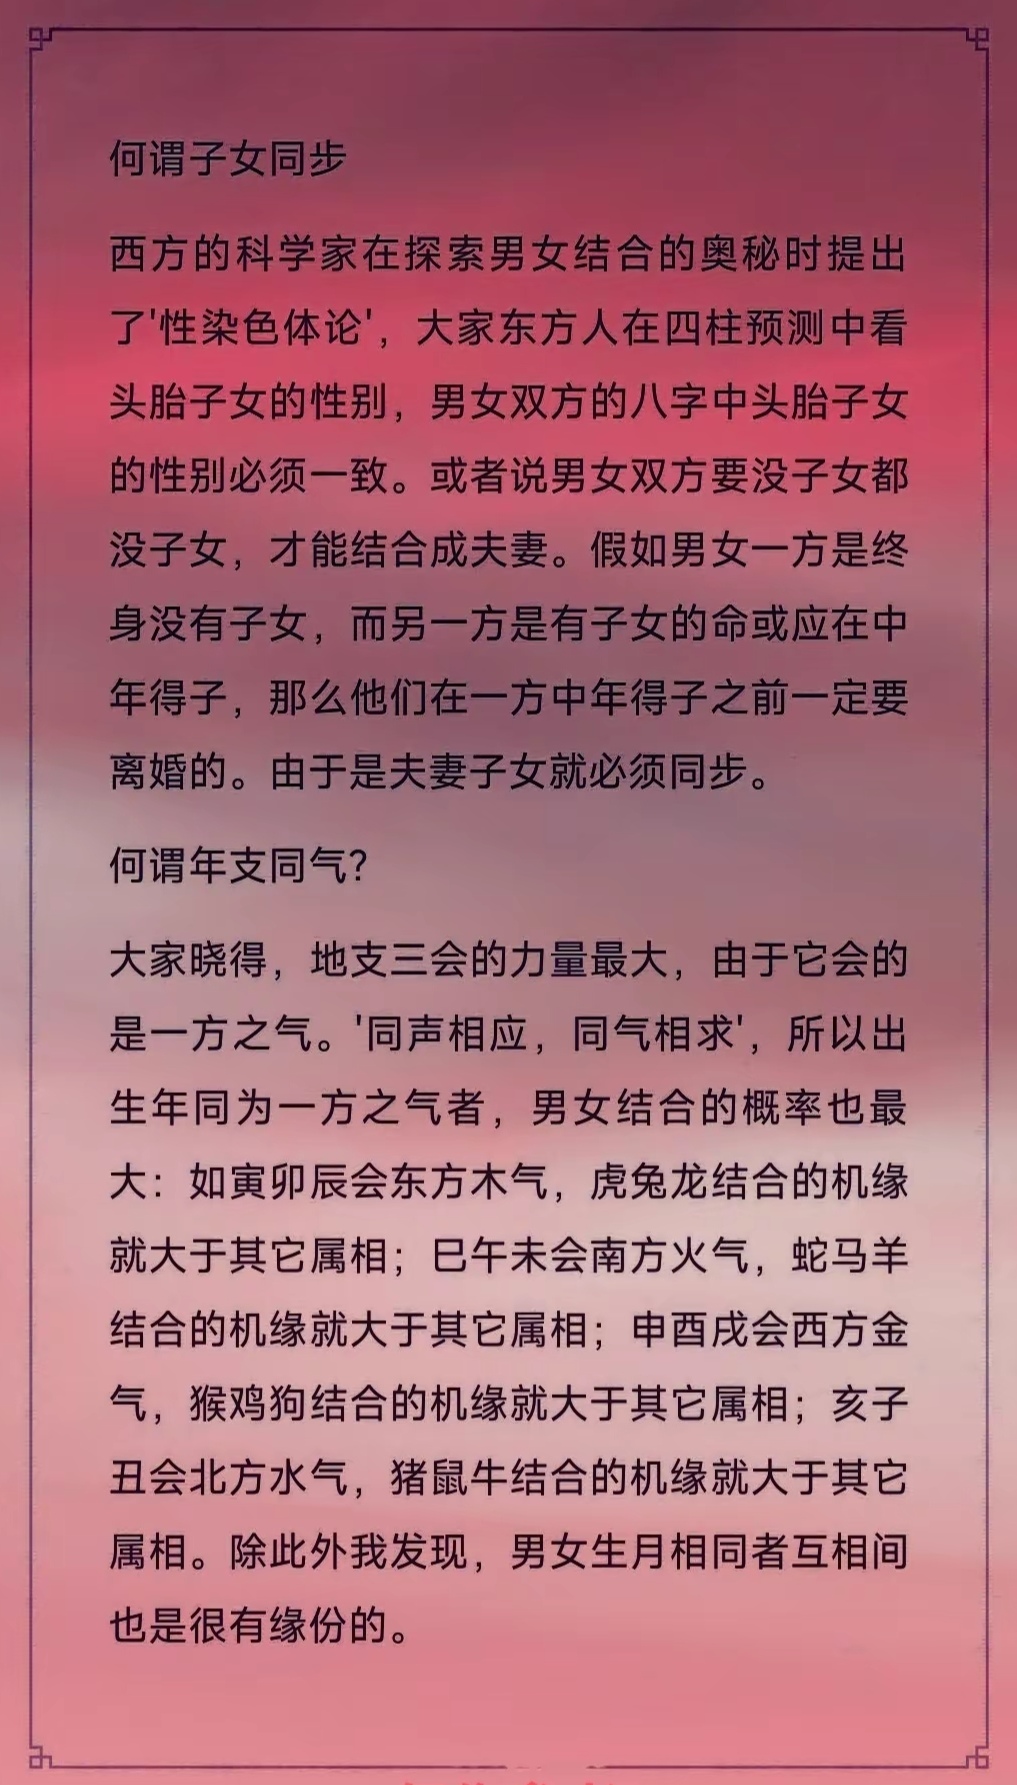 何谓子女同步
西方的科学家在探索男女结合的奥秘时提出
了'性染色体论'，大家东方人在四柱预测中看
头胎子女的性别，男女双方的八字中头胎子女
的性别必须一致。或者说男女双方要没子女都
没子女，才能结合成夫妻。假如男女一方是终
身没有子女，而另一方是有子女的命或应在中
年得子，那么他们在一方中年得子之前一定要
离婚的。由于是夫妻子女就必须同步。
何谓年支同气？
大家晓得，地支三会的力量最大，由于它会的
是一方之气。'同声相应，同气相求'，所以出
生年同为一方之气者，男女结合的概率也最
大：如寅卯辰会东方木气，虎兔龙结合的机缘
就大于其它属相；巳午未会南方火气，蛇马羊
结合的机缘就大于其它属相；申酉戌会西方金
气，猴鸡狗结合的机缘就大于其它属相；亥子
丑会北方水气，猪鼠牛结合的机缘就大于其它
属相。除此外我发现，男女生月相同者互相间
也是很有缘份的。